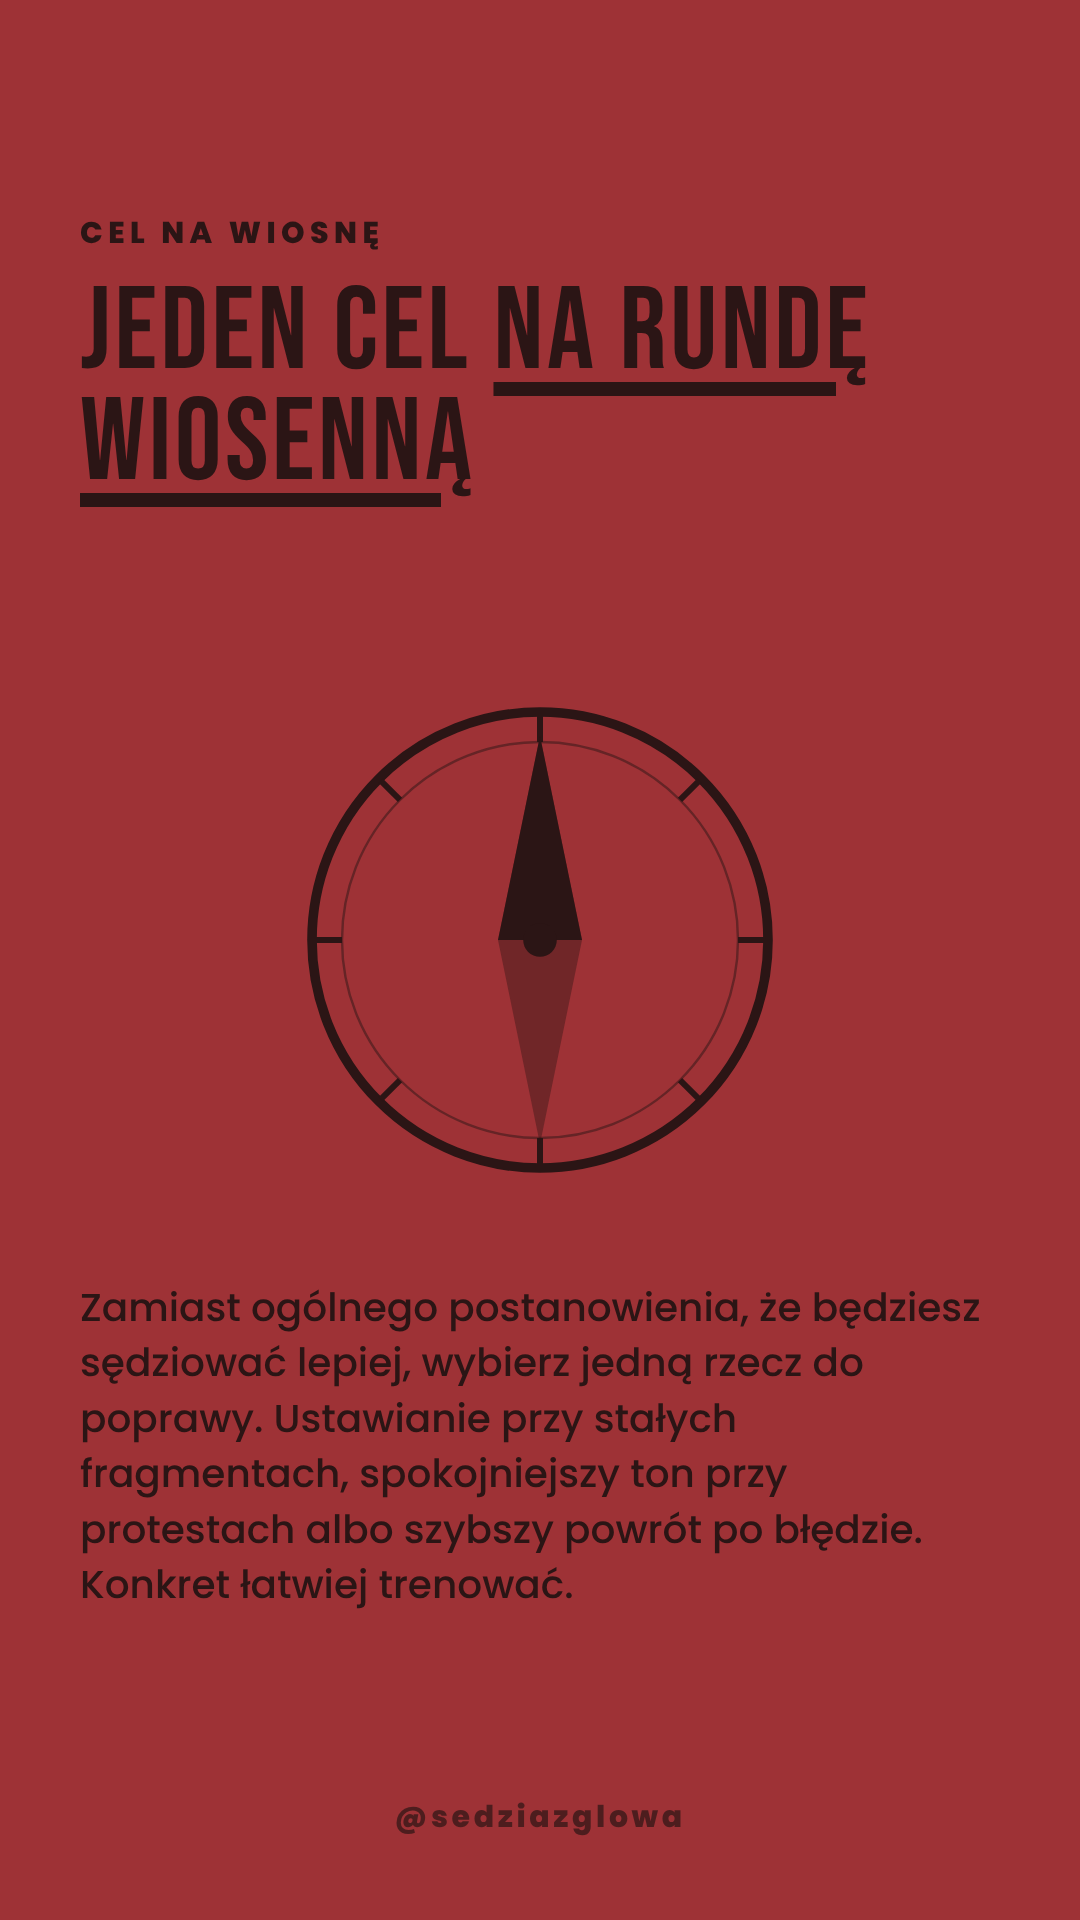 CEL NA WIOSNĘ
JEDEN CEL NA RUNDĘ
WIOSENNĄ
Zamiast ogólnego postanowienia, że będziesz
sędziować lepiej, wybierz jedną rzecz do
poprawy. Ustawianie przy stałych
fragmentach, spokojniejszy ton przy
protestach albo szybszy powrót po błędzie.
Konkret łatwiej trenować.
@sedziazglowa